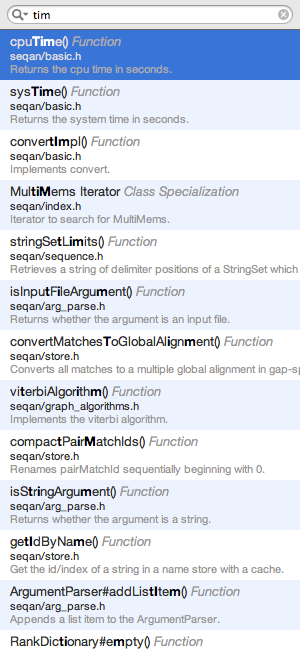 tim
cpuTime() Function
seqan/basic.h
Returns the cpu time in seconds.
sysTime() Function
seqan/basic.h
Returns the system time in seconds.
convertImpl() Function
seqan/basic.h
Implements convert.
MultiMems Iterator Class Specialization
seqan/index.h
Iterator to search for MultiMems.
stringSetLimits() Function
seqan/sequence.h
Retrieves a string of delimiter positions of a StringSet which
isInputFileArgument() Function
seqan/arg_parse.h
Returns whether the argument is an input file.
convertMatchesToGlobalAlignment() Function
seqan/store.h
Converts all matches to a multiple global alignment in gap-sp
viterbiAlgorithm() Function
seqan/graph_algorithms.h
Implements the viterbi algorithm.
compactPairMatchIds() Function
seqan/store.h
Renames pairMatchId sequentially beginning with 0.
isStringArgument() Function
seqan/arg_parse.h
Returns whether the argument is a string.
getIdByName() Function
seqan/store.h
Get the id/index of a string in a name store with a cache.
ArgumentParser#addListItem() Function
seqan/arg_parse.h
Appends a list item to the ArgumentParser.
RankDictionary#empty() Function